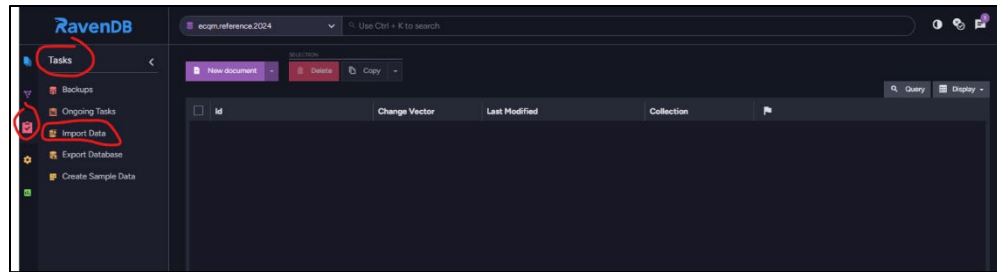 RavenDB
ecqm.reference.2024
Use Ctrl + K to search
Tasks
Backups
Ongoing Tasks
Import Data
Export Database
Create Sample Data
SELECTION
New document
Delete
Copy
Query
Display
Id
Change Vector
Last Modified
Collection